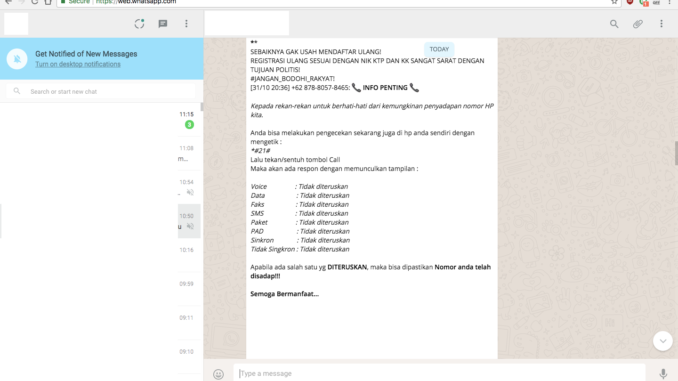 Secure https://web.whatsapp.com
Get Notified of New Messages
Turn on desktop notifications
Search or start new chat
11:15
3
11:08
m...
10:54
10:50
u
10:16
09:59
09:11
09:10
TODAY
**
SEBAIKNYA GAK USAH MENDAFTAR ULANG!
REGISTRASI ULANG SESUAI DENGAN NIK KTP DAN KK SANGAT SARAT DENGAN
TUJUAN POLITIS!
#JANGAN_BODOHI_RAKYAT!
[31/10 20:36] +62 878-8057-8465: 📞 INFO PENTING 📞
Kepada rekan-rekan untuk berhati-hati dari kemungkinan penyadapan nomor HP
kita.
Anda bisa melakukan pengecekan sekarang juga di hp anda sendiri dengan
mengetik :
*#21#
Lalu tekan/sentuh tombol Call
Maka akan ada respon dengan memunculkan tampilan :
Voice : Tidak diteruskan
Data : Tidak diteruskan
Faks : Tidak diteruskan
SMS : Tidak diteruskan
Paket : Tidak diteruskan
PAD : Tidak diteruskan
Sinkron : Tidak diteruskan
Tidak Singkron : Tidak diteruskan
Apabila ada salah satu yg DITERUSKAN, maka bisa dipastikan Nomor anda telah
disadap!!!
Semoga Bermanfaat...
Type a message